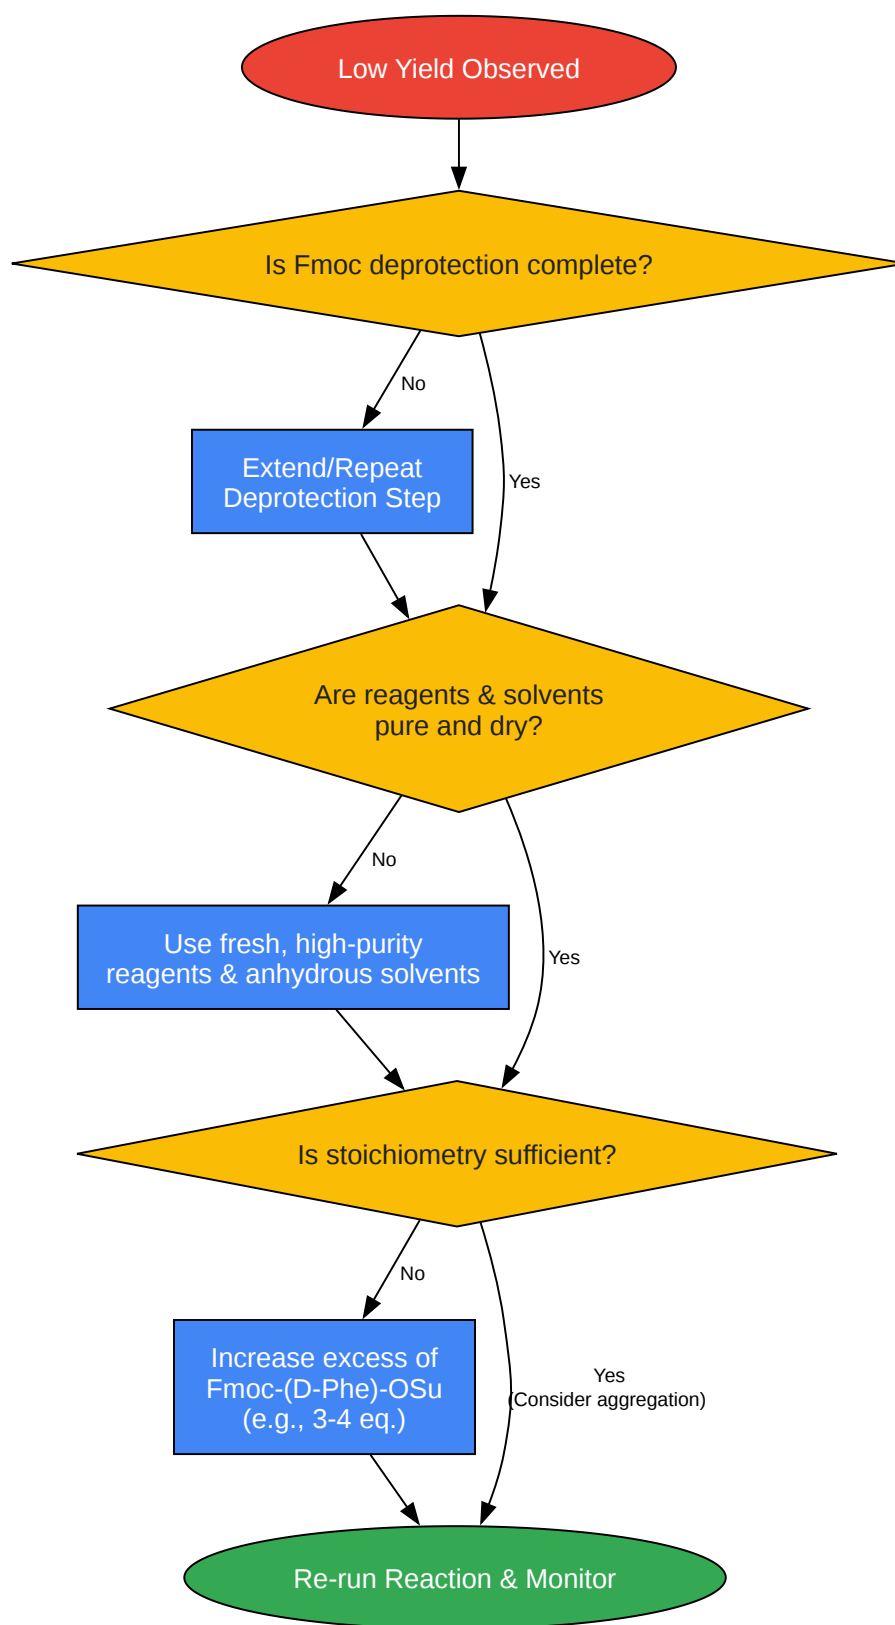 Low Yield Observed
Is Fmoc deprotection complete?
No
Extend/Repeat
Deprotection Step
Yes
Are reagents & solvents
pure and dry?
No
Use fresh, high-purity
reagents & anhydrous solvents
Yes
Is stoichiometry sufficient?
No
Increase excess of
Fmoc-(D-Phe)-OSu
(e.g., 3-4 eq.)
Yes
(Consider aggregation)
Re-run Reaction & Monitor